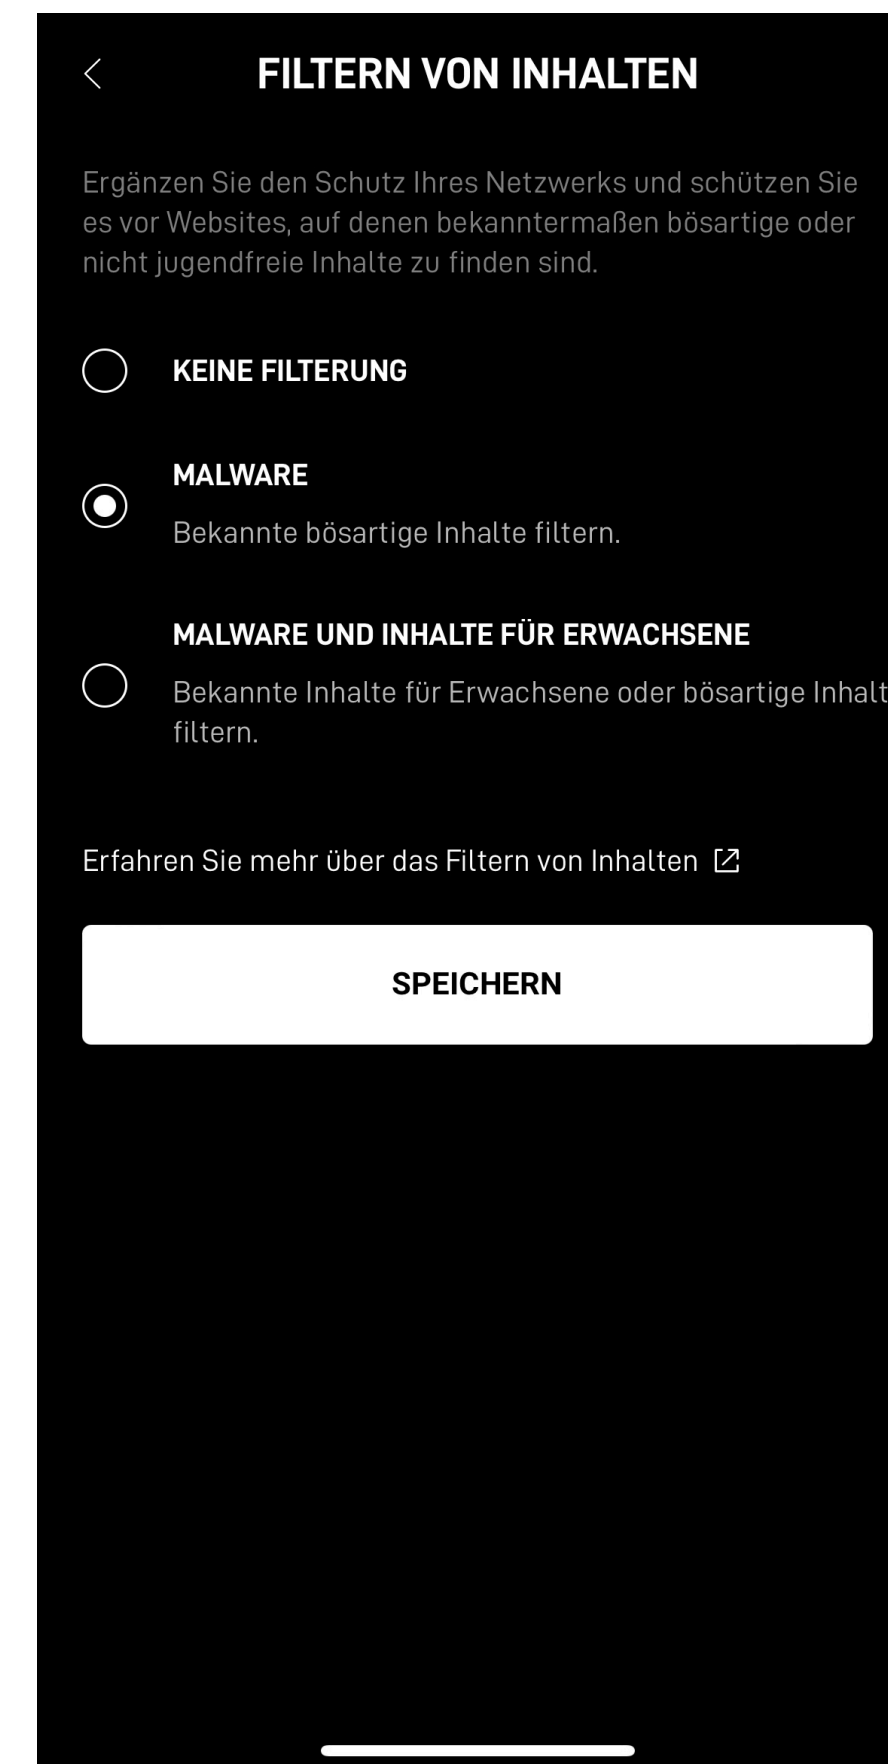 FILTERN VON INHALTEN
Ergänzen Sie den Schutz Ihres Netzwerks und schützen Sie
es vor Websites, auf denen bekanntermaßen bösartige oder
nicht jugendfreie Inhalte zu finden sind.
KEINE FILTERUNG
MALWARE
Bekannte bösartige Inhalte filtern.
MALWARE UND INHALTE FÜR ERWACHSENE
Bekannte Inhalte für Erwachsene oder bösartige Inhalt
filtern.
Erfahren Sie mehr über das Filtern von Inhalten
SPEICHERN